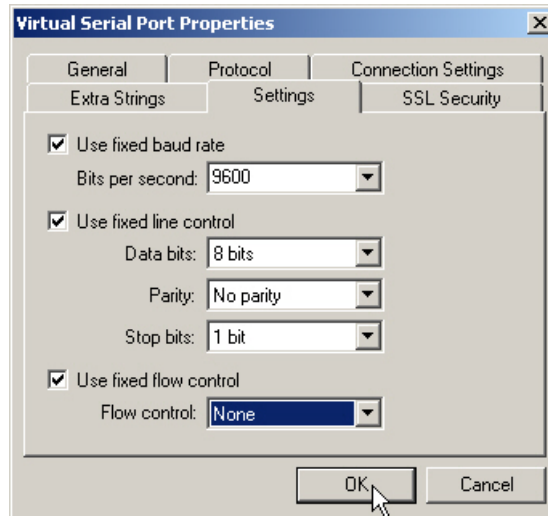 Virtual Serial Port Properties
General Protocol Connection Settings
Extra Strings Settings SSL Security
Use fixed baud rate
Bits per second: 9600
Use fixed line control
Data bits: 8 bits
Parity: No parity
Stop bits: 1 bit
Use fixed flow control
Flow control: None
OK Cancel